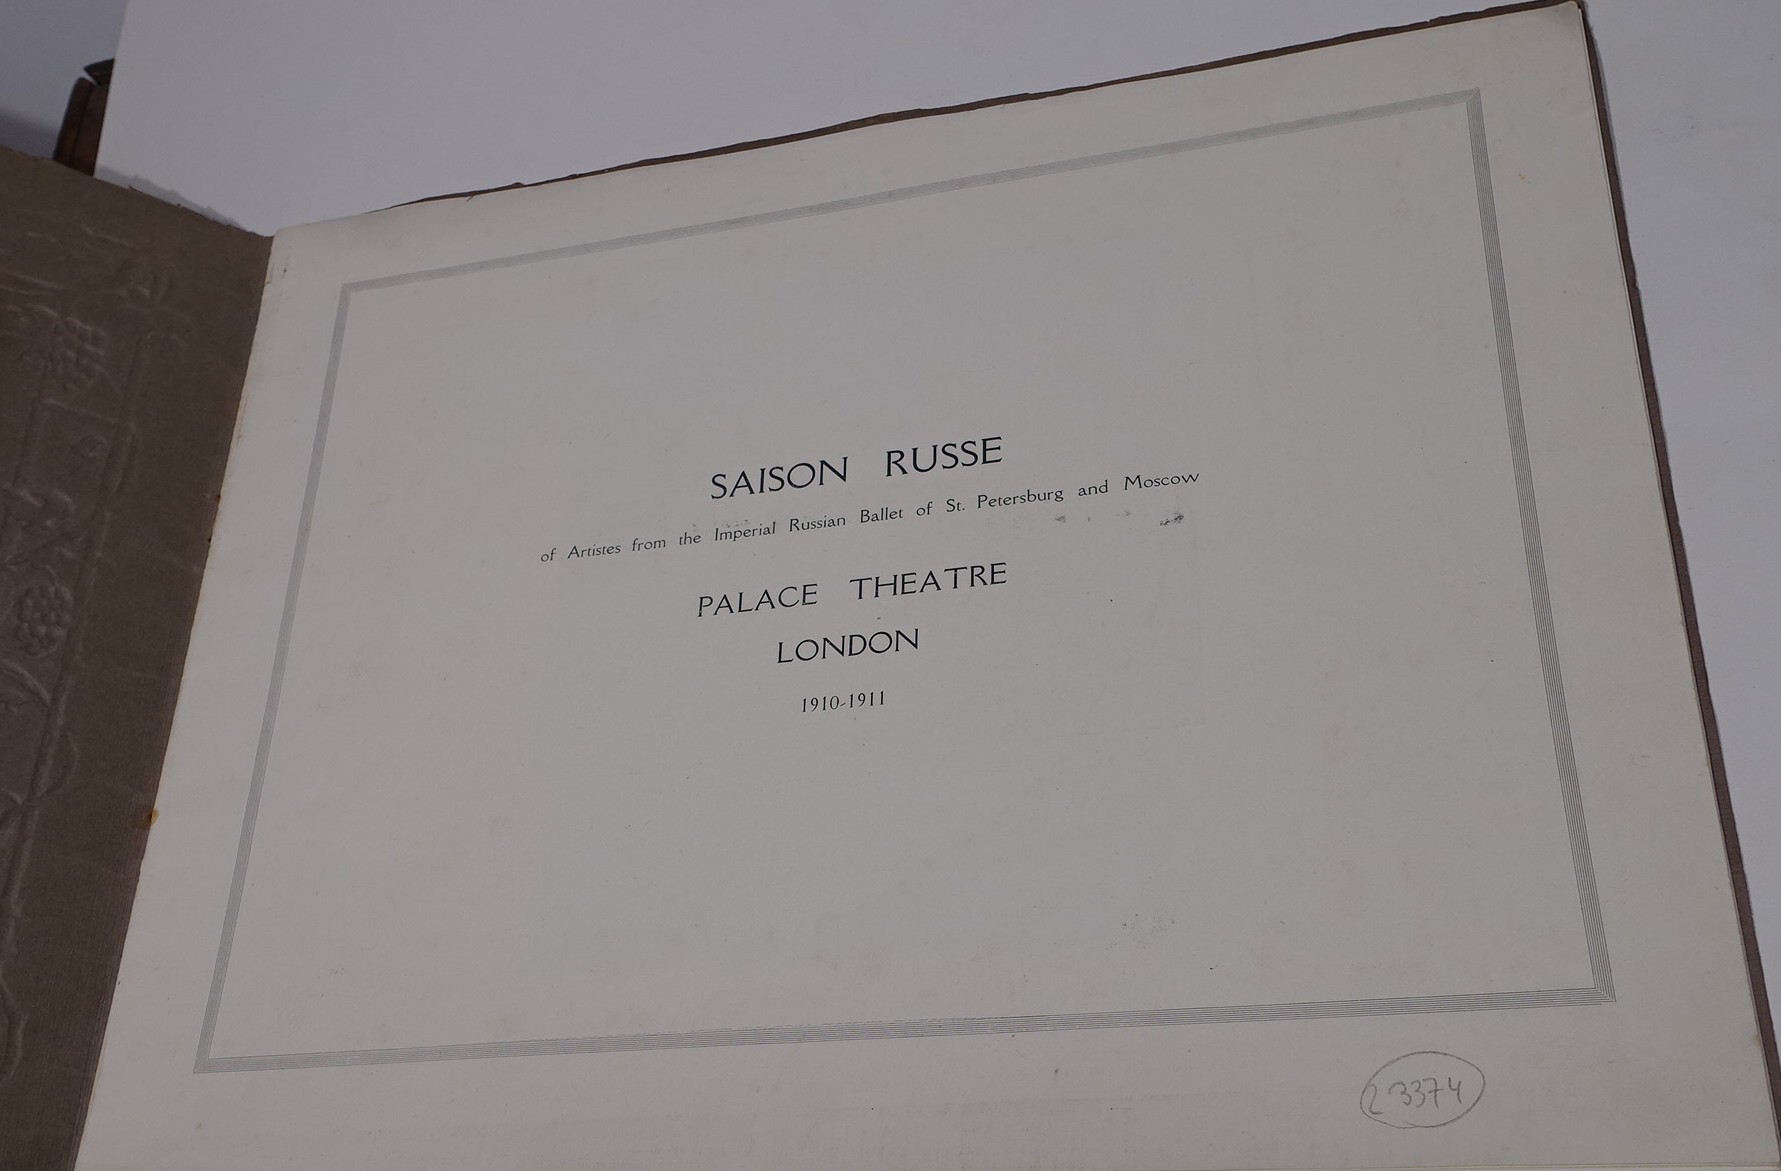 SAISON RUSSE
of Artistes from the Imperial Russian Ballet of St. Petersburg and Moscow
PALACE THEATRE
LONDON
1910-1911
23374